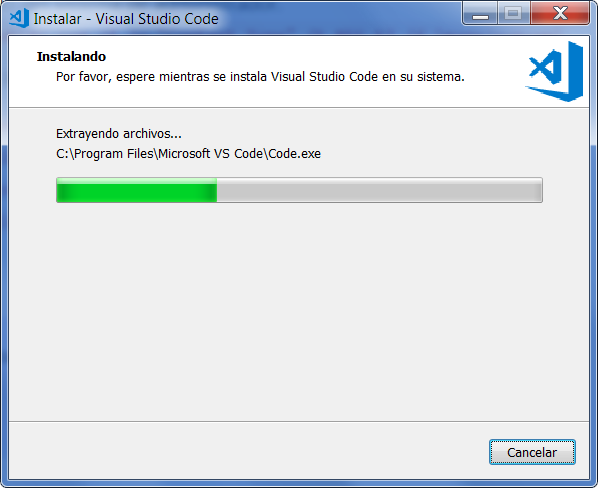 Instalar - Visual Studio Code
Instalando
Por favor, espere mientras se instala Visual Studio Code en su sistema.
Extrayendo archivos...
C:\Program Files\Microsoft VS Code\Code.exe
Cancelar